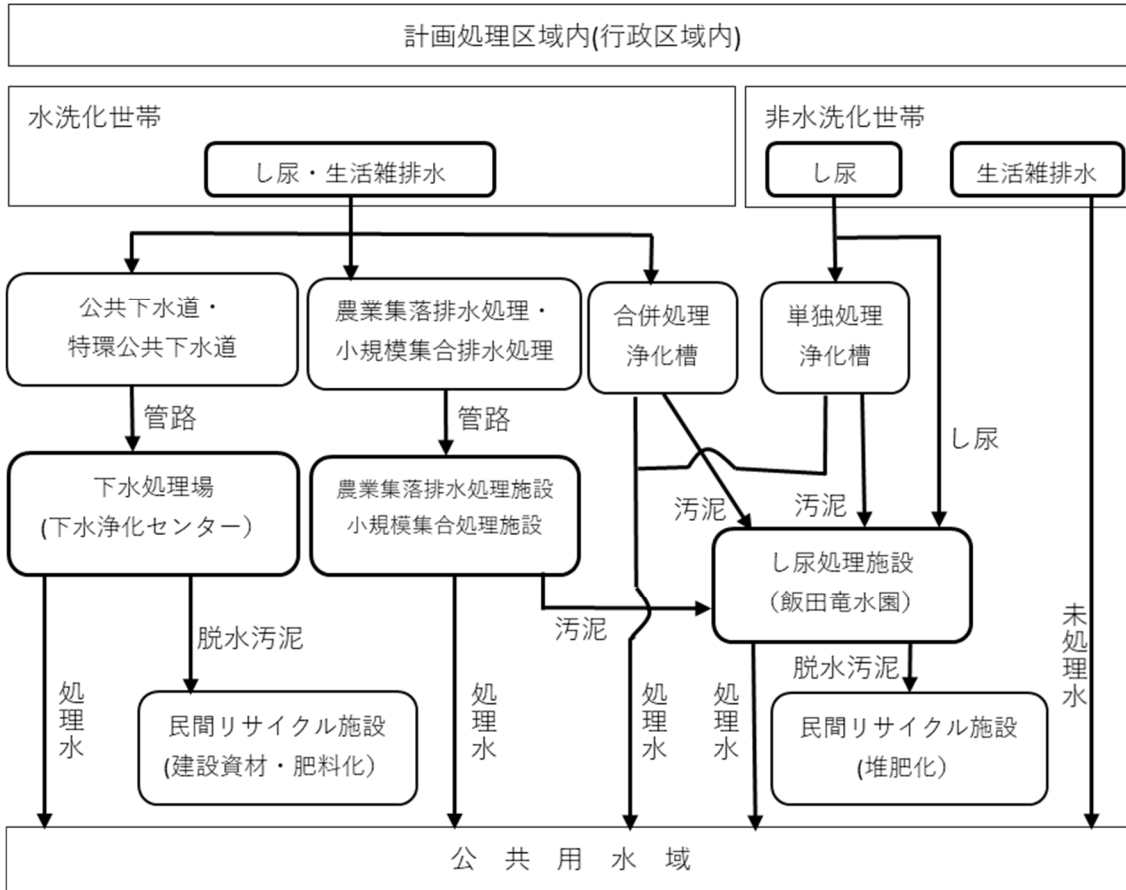 計画処理区域内(行政区域内)
水洗化世帯
し尿・生活雑排水
非水洗化世帯
し尿
生活雑排水
公共下水道・
特環公共下水道
農業集落排水処理・
小規模集合排水処理
合併処理
浄化槽
単独処理
浄化槽
管路
管路
し尿
下水処理場
(下水浄化センター）
農業集落排水処理施設
小規模集合処理施設
汚泥
汚泥
し尿処理施設
（飯田竜水園）
汚泥
脱水汚泥
脱水汚泥
処理水
処理水
処理水
処理水
未処理水
民間リサイクル施設
(建設資材・肥料化）
民間リサイクル施設
(堆肥化）
公共用水域